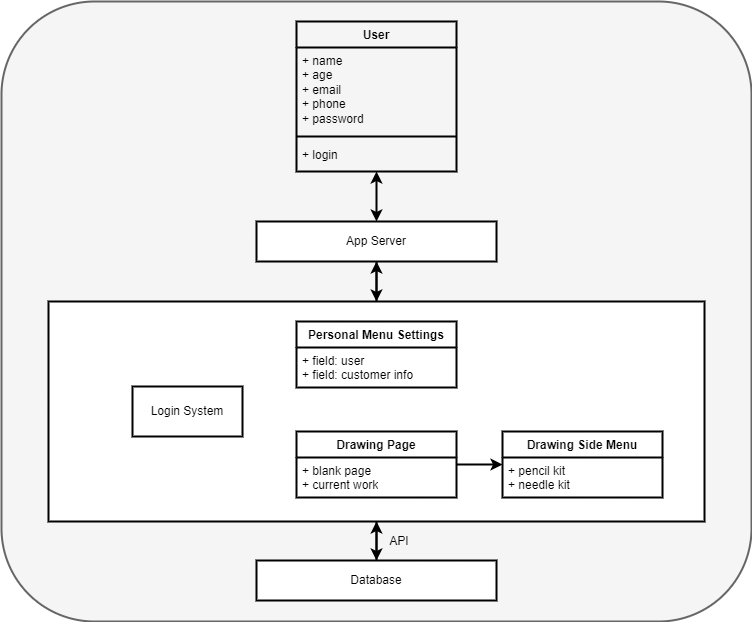 User
+ name
+ age
+ email
+ phone
+ password
+ login
App Server
Personal Menu Settings
+ field: user
+ field: customer info
Login System
Drawing Page
+ blank page
+ current work
Drawing Side Menu
+ pencil kit
+ needle kit
API
Database